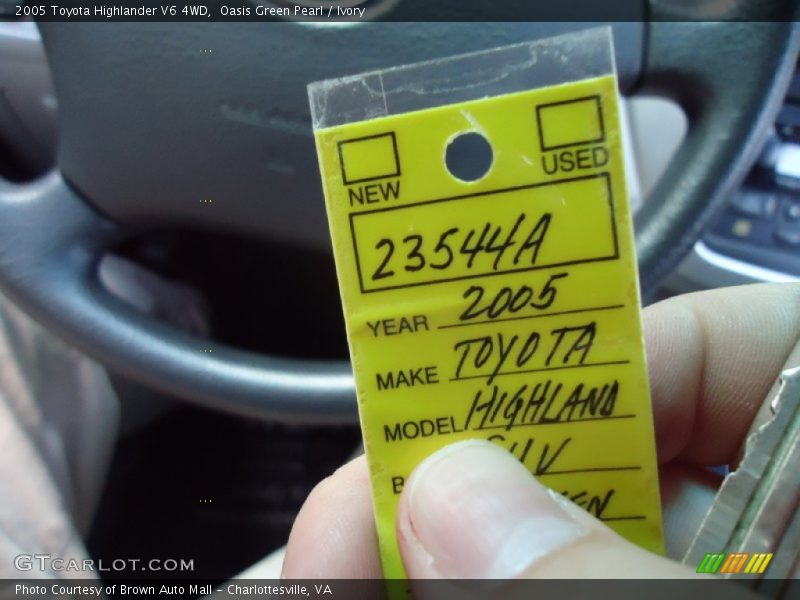 2005 Toyota Highlander V6 4WD,  Oasis Green Pearl / Ivory
NEW USED
23544A
YEAR 2005
MAKE TOYOTA
MODEL HIGHLAND
GTCARLOT.COM
Photo Courtesy of Brown Auto Mall - Charlottesville, VA